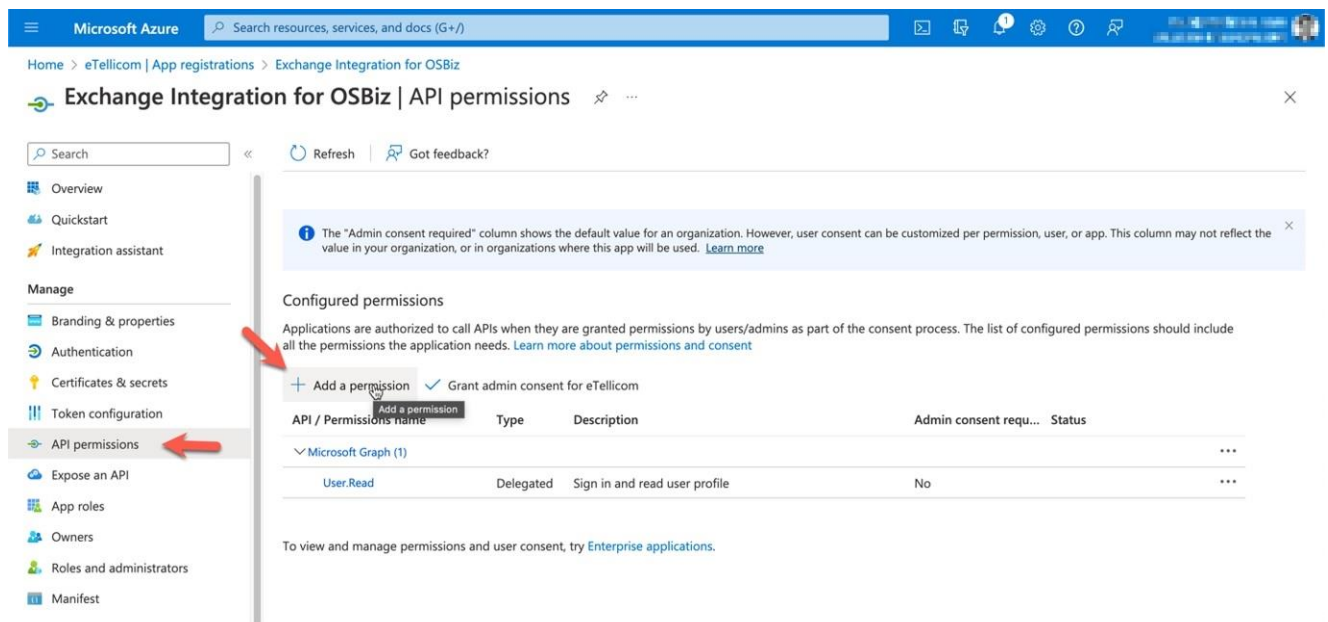 Microsoft Azure
Search resources, services, and docs (G+/)
1
Home > eTellicom | App registrations > Exchange Integration for OSBiz
Exchange Integration for OSBiz | API permissions
Search
Refresh
Got feedback?
Overview
Quickstart
Integration assistant
The "Admin consent required" column shows the default value for an organization. However, user consent can be customized per permission, user, or app. This column may not reflect the
value in your organization, or in organizations where this app will be used. Learn more
Manage
Branding & properties
Authentication
Certificates & secrets
Token configuration
API permissions
Expose an API
App roles
Owners
Roles and administrators
Manifest
Configured permissions
Applications are authorized to call APIs when they are granted permissions by users/admins as part of the consent process. The list of configured permissions should include
all the permissions the application needs. Learn more about permissions and consent
Add a permission
Grant admin consent for eTellicom
Add a permission
API / Permissions name Type Description Admin consent requ... Status
Microsoft Graph (1)
User.Read Delegated Sign in and read user profile No
To view and manage permissions and user consent, try Enterprise applications.